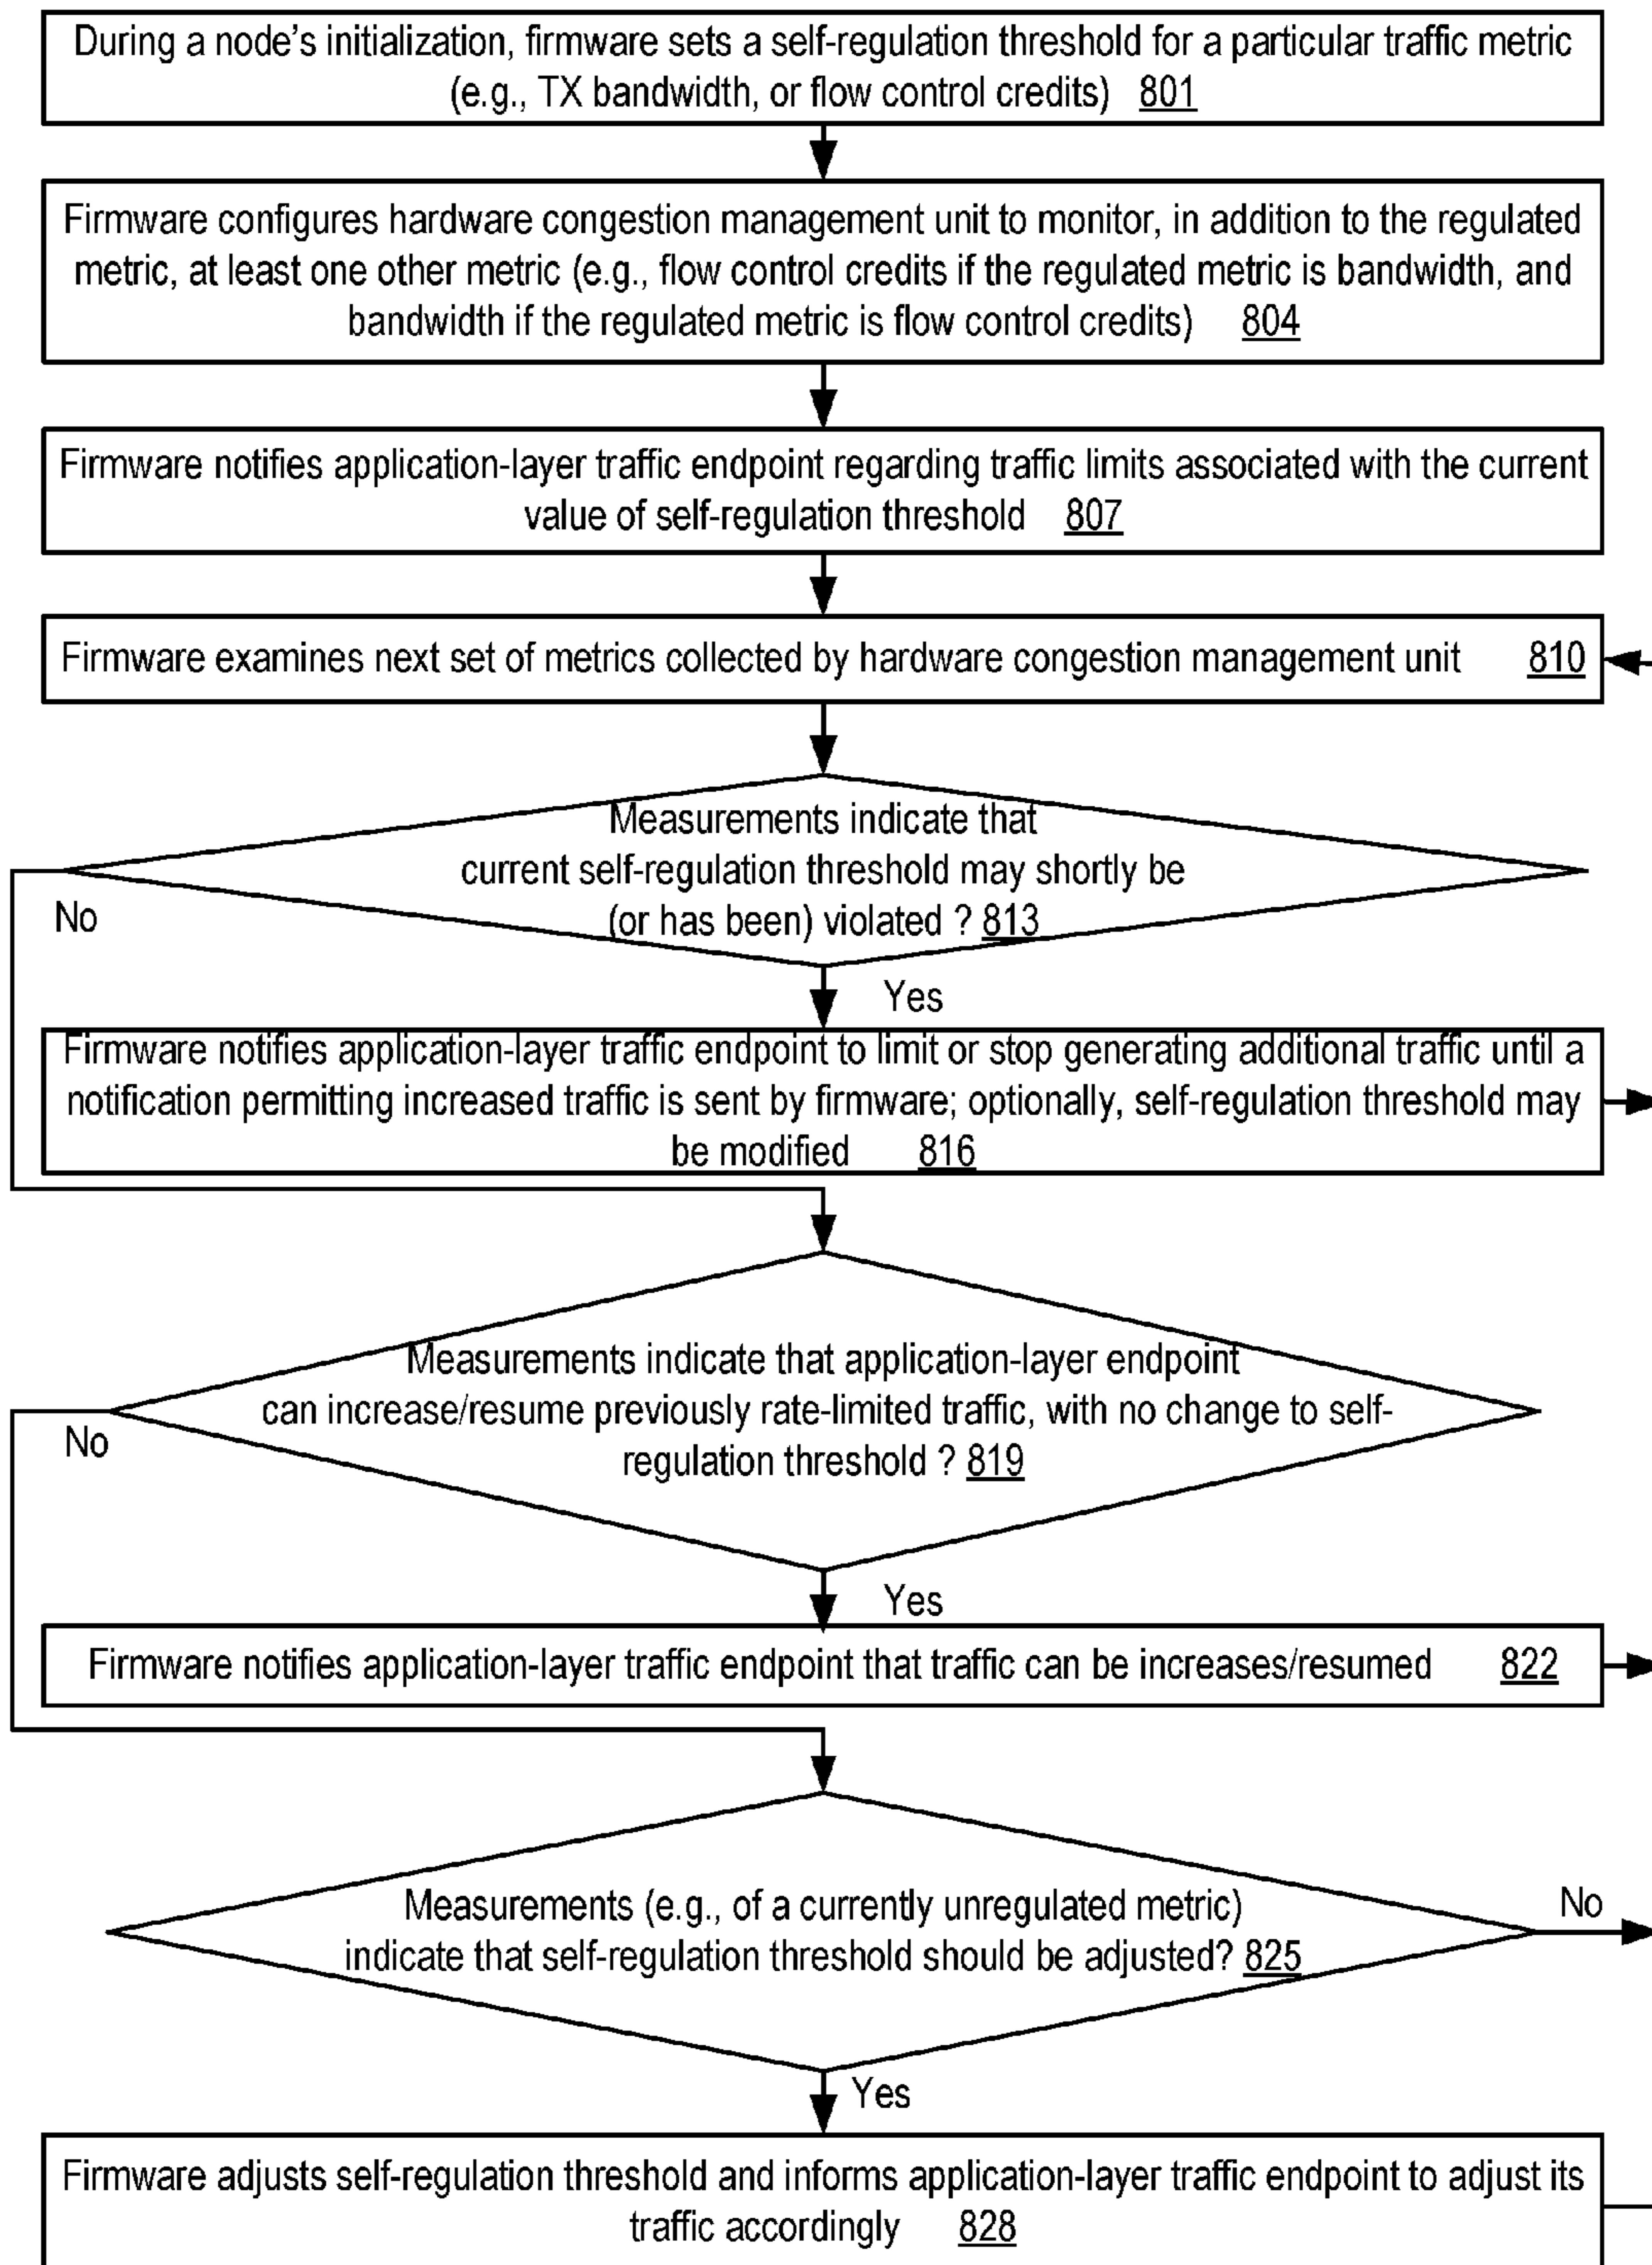 During a node's initialization, firmware sets a self-regulation threshold for a particular traffic metric
(e.g., TX bandwidth, or flow control credits) 801
Firmware configures hardware congestion management unit to monitor, in addition to the regulated
metric, at least one other metric (e.g., flow control credits if the regulated metric is bandwidth, and
bandwidth if the regulated metric is flow control credits) 804
Firmware notifies application-layer traffic endpoint regarding traffic limits associated with the current
value of self-regulation threshold 807
Firmware examines next set of metrics collected by hardware congestion management unit 810
Measurements indicate that
current self-regulation threshold may shortly be
(or has been) violated ? 813
No
Yes
Firmware notifies application-layer traffic endpoint to limit or stop generating additional traffic until a
notification permitting increased traffic is sent by firmware; optionally, self-regulation threshold may
be modified 816
Measurements indicate that application-layer endpoint
can increase/resume previously rate-limited traffic, with no change to self-
regulation threshold ? 819
No
Yes
Firmware notifies application-layer traffic endpoint that traffic can be increases/resumed 822
Measurements (e.g., of a currently unregulated metric)
indicate that self-regulation threshold should be adjusted? 825
No
Yes
Firmware adjusts self-regulation threshold and informs application-layer traffic endpoint to adjust its
traffic accordingly 828